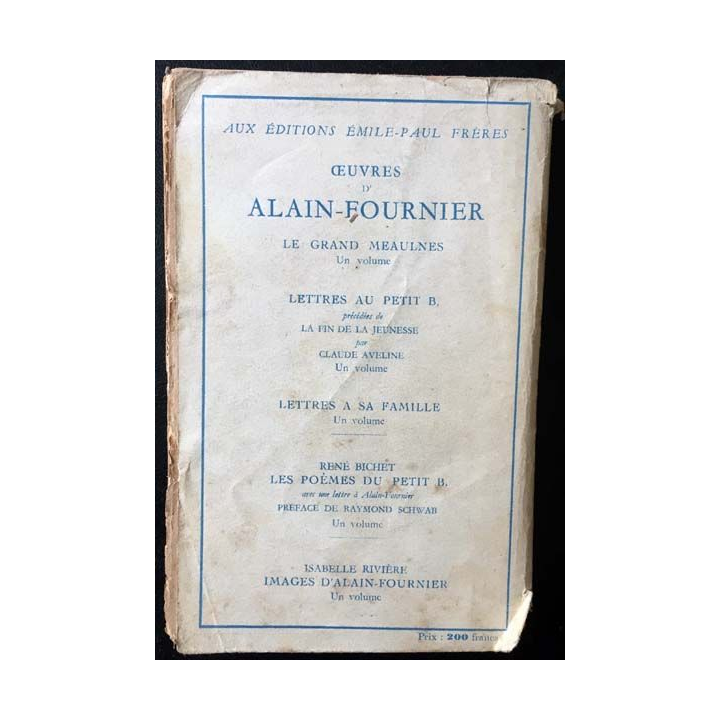 AUX ÉDITIONS ÉMILE-PAUL FRÈRES
ŒUVRES
D'
ALAIN-FOURNIER
LE GRAND MEAULNES
Un volume
LETTRES AU PETIT B.
précédées de
LA FIN DE LA JEUNESSE
par
CLAUDE AVELINE
Un volume
LETTRES A SA FAMILLE
Un volume
RENÉ BICHET
LES POÈMES DU PETIT B.
avec une lettre à Alain-Fournier
PRÉFACE DE RAYMOND SCHWAB
Un volume
ISABELLE RIVIÈRE
IMAGES D'ALAIN-FOURNIER
Un volume
Prix : 200 francs